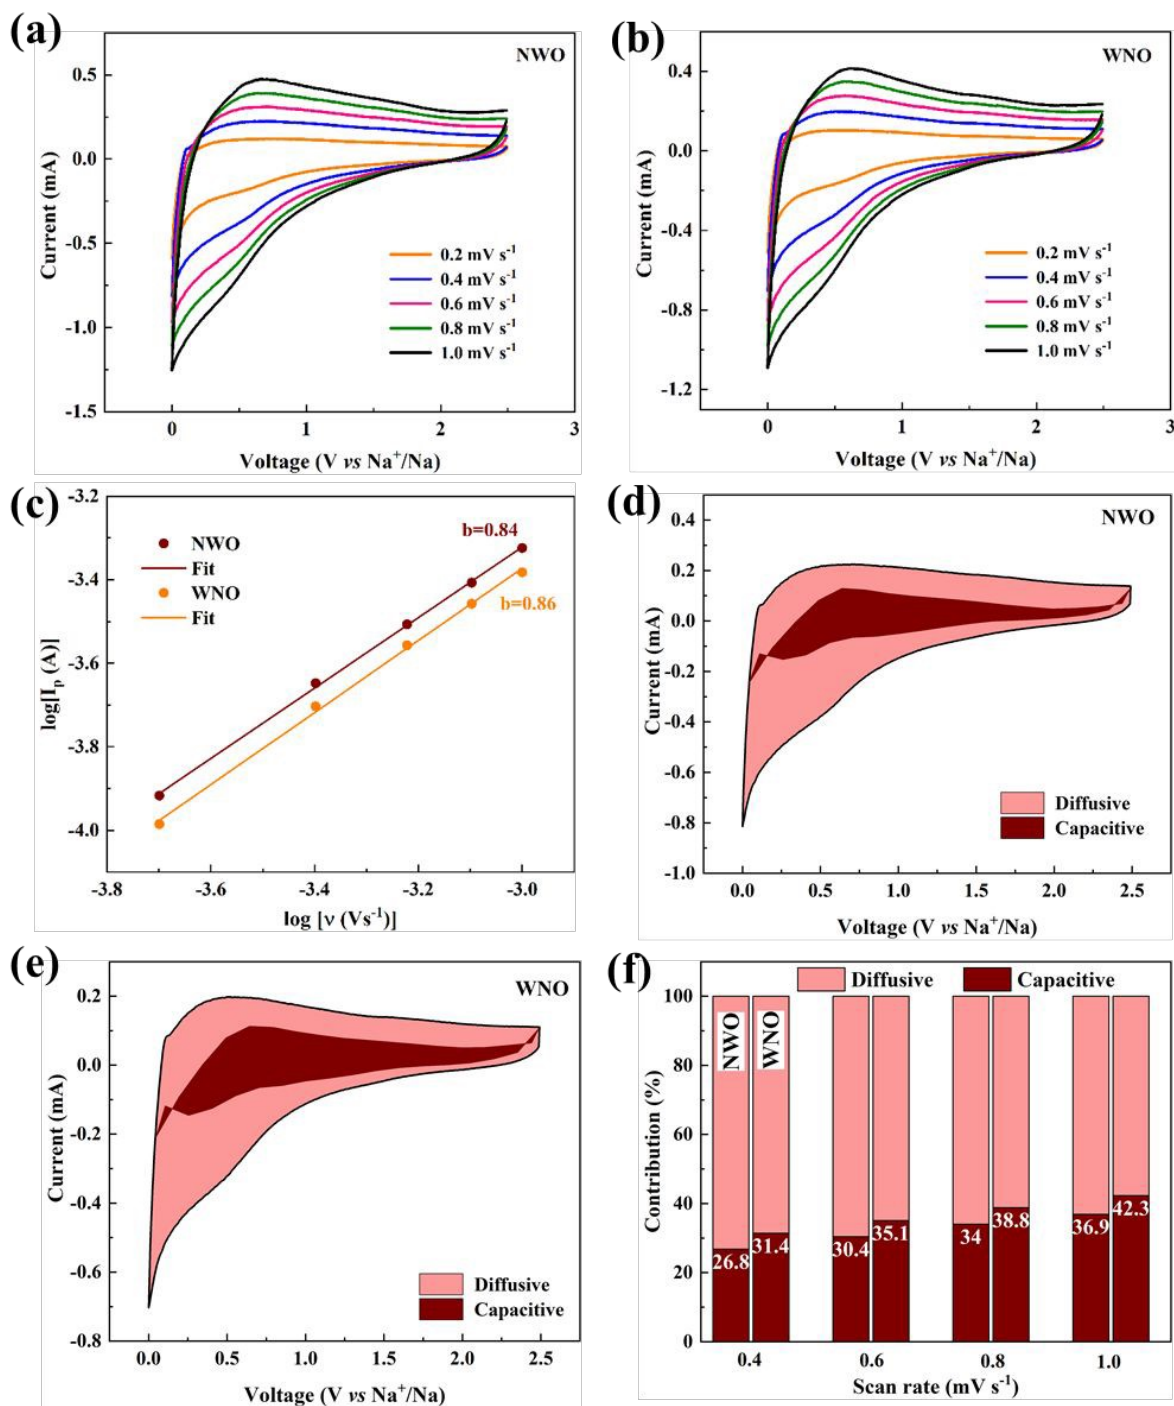 (a)
NWO
0.5
0.0
-0.5
-1.0
-1.5
Current (mA)
0.2 mV s⁻¹
0.4 mV s⁻¹
0.6 mV s⁻¹
0.8 mV s⁻¹
1.0 mV s⁻¹
0 1 2 3
Voltage (V vs Na⁺/Na)
(b)
WNO
0.4
0.0
-0.4
-0.8
-1.2
Current (mA)
0.2 mV s⁻¹
0.4 mV s⁻¹
0.6 mV s⁻¹
0.8 mV s⁻¹
1.0 mV s⁻¹
0 1 2 3
Voltage (V vs Na⁺/Na)
(c)
-3.2
-3.4
-3.6
-3.8
-4.0
log[Iₚ (A)]
NWO
Fit
WNO
Fit
b=0.84
b=0.86
-3.8 -3.6 -3.4 -3.2 -3.0
log [ν (Vs⁻¹)]
(d)
NWO
0.4
0.2
0.0
-0.2
-0.4
-0.6
-0.8
-1.0
Current (mA)
Diffusive
Capacitive
0.0 0.5 1.0 1.5 2.0 2.5
Voltage (V vs Na⁺/Na)
(e)
WNO
0.2
0.0
-0.2
-0.4
-0.6
-0.8
Current (mA)
Diffusive
Capacitive
0.0 0.5 1.0 1.5 2.0 2.5
Voltage (V vs Na⁺/Na)
(f)
Diffusive Capacitive
100
80
60
40
20
0
Contribution (%)
NWO
WNO
26.8 31.4 30.4 35.1 34 38.8 36.9 42.3
0.4 0.6 0.8 1.0
Scan rate (mV s⁻¹)